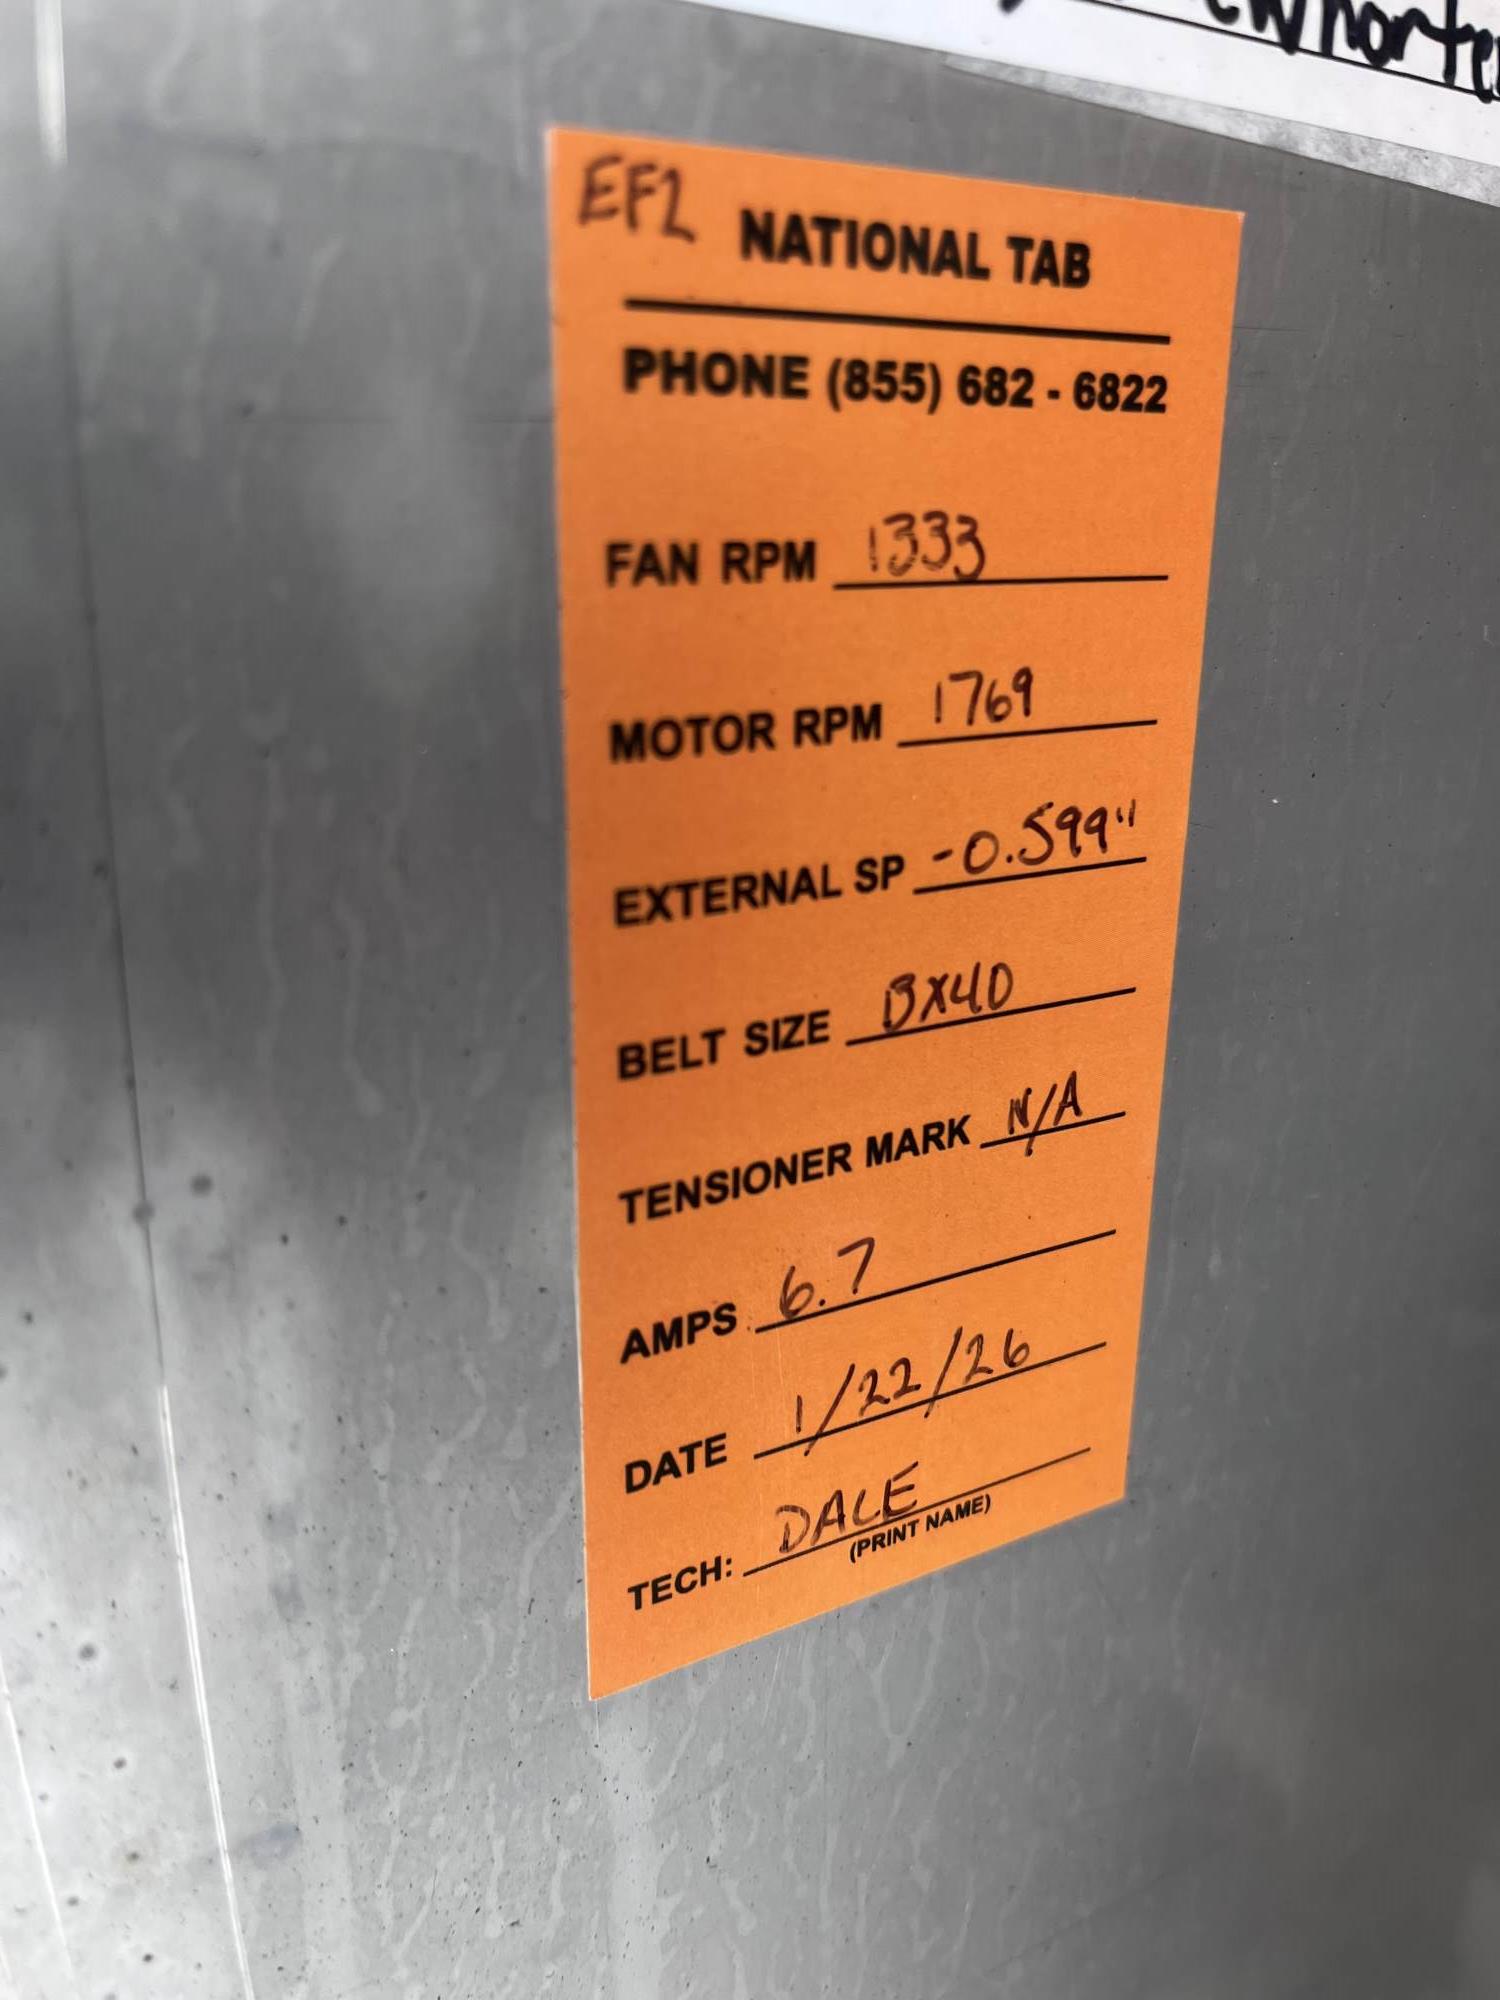 EF2 NATIONAL TAB
PHONE (855) 682 - 6822
FAN RPM 1333
MOTOR RPM 1769
EXTERNAL SP -0.599"
BELT SIZE BX40
TENSIONER MARK N/A
AMPS 6.7
DATE 1/22/26
TECH: DALE
(PRINT NAME)